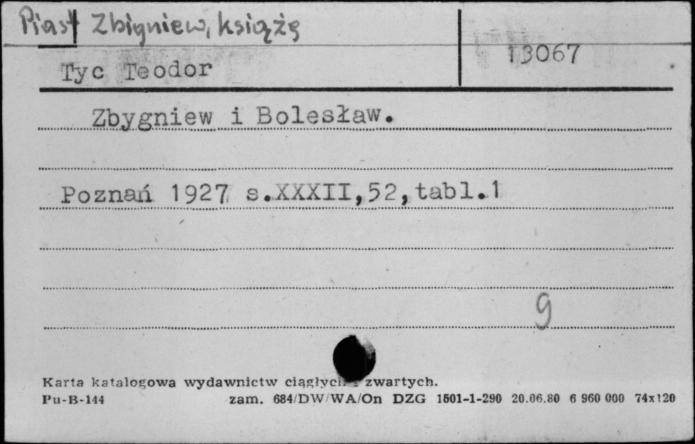 Piast Zbigniew, książę
13067
Tyc Teodor
Zbygniew i Bolesław.
Poznań 1927 s.XXXII,52,tabl.1
9
Karta katalogowa wydawnictw ciągłych i zwartych.
Pu-B-144 zam. 684/DW/WA/On DZG 1501-1-290 20.06.80 6 960 000 74x120